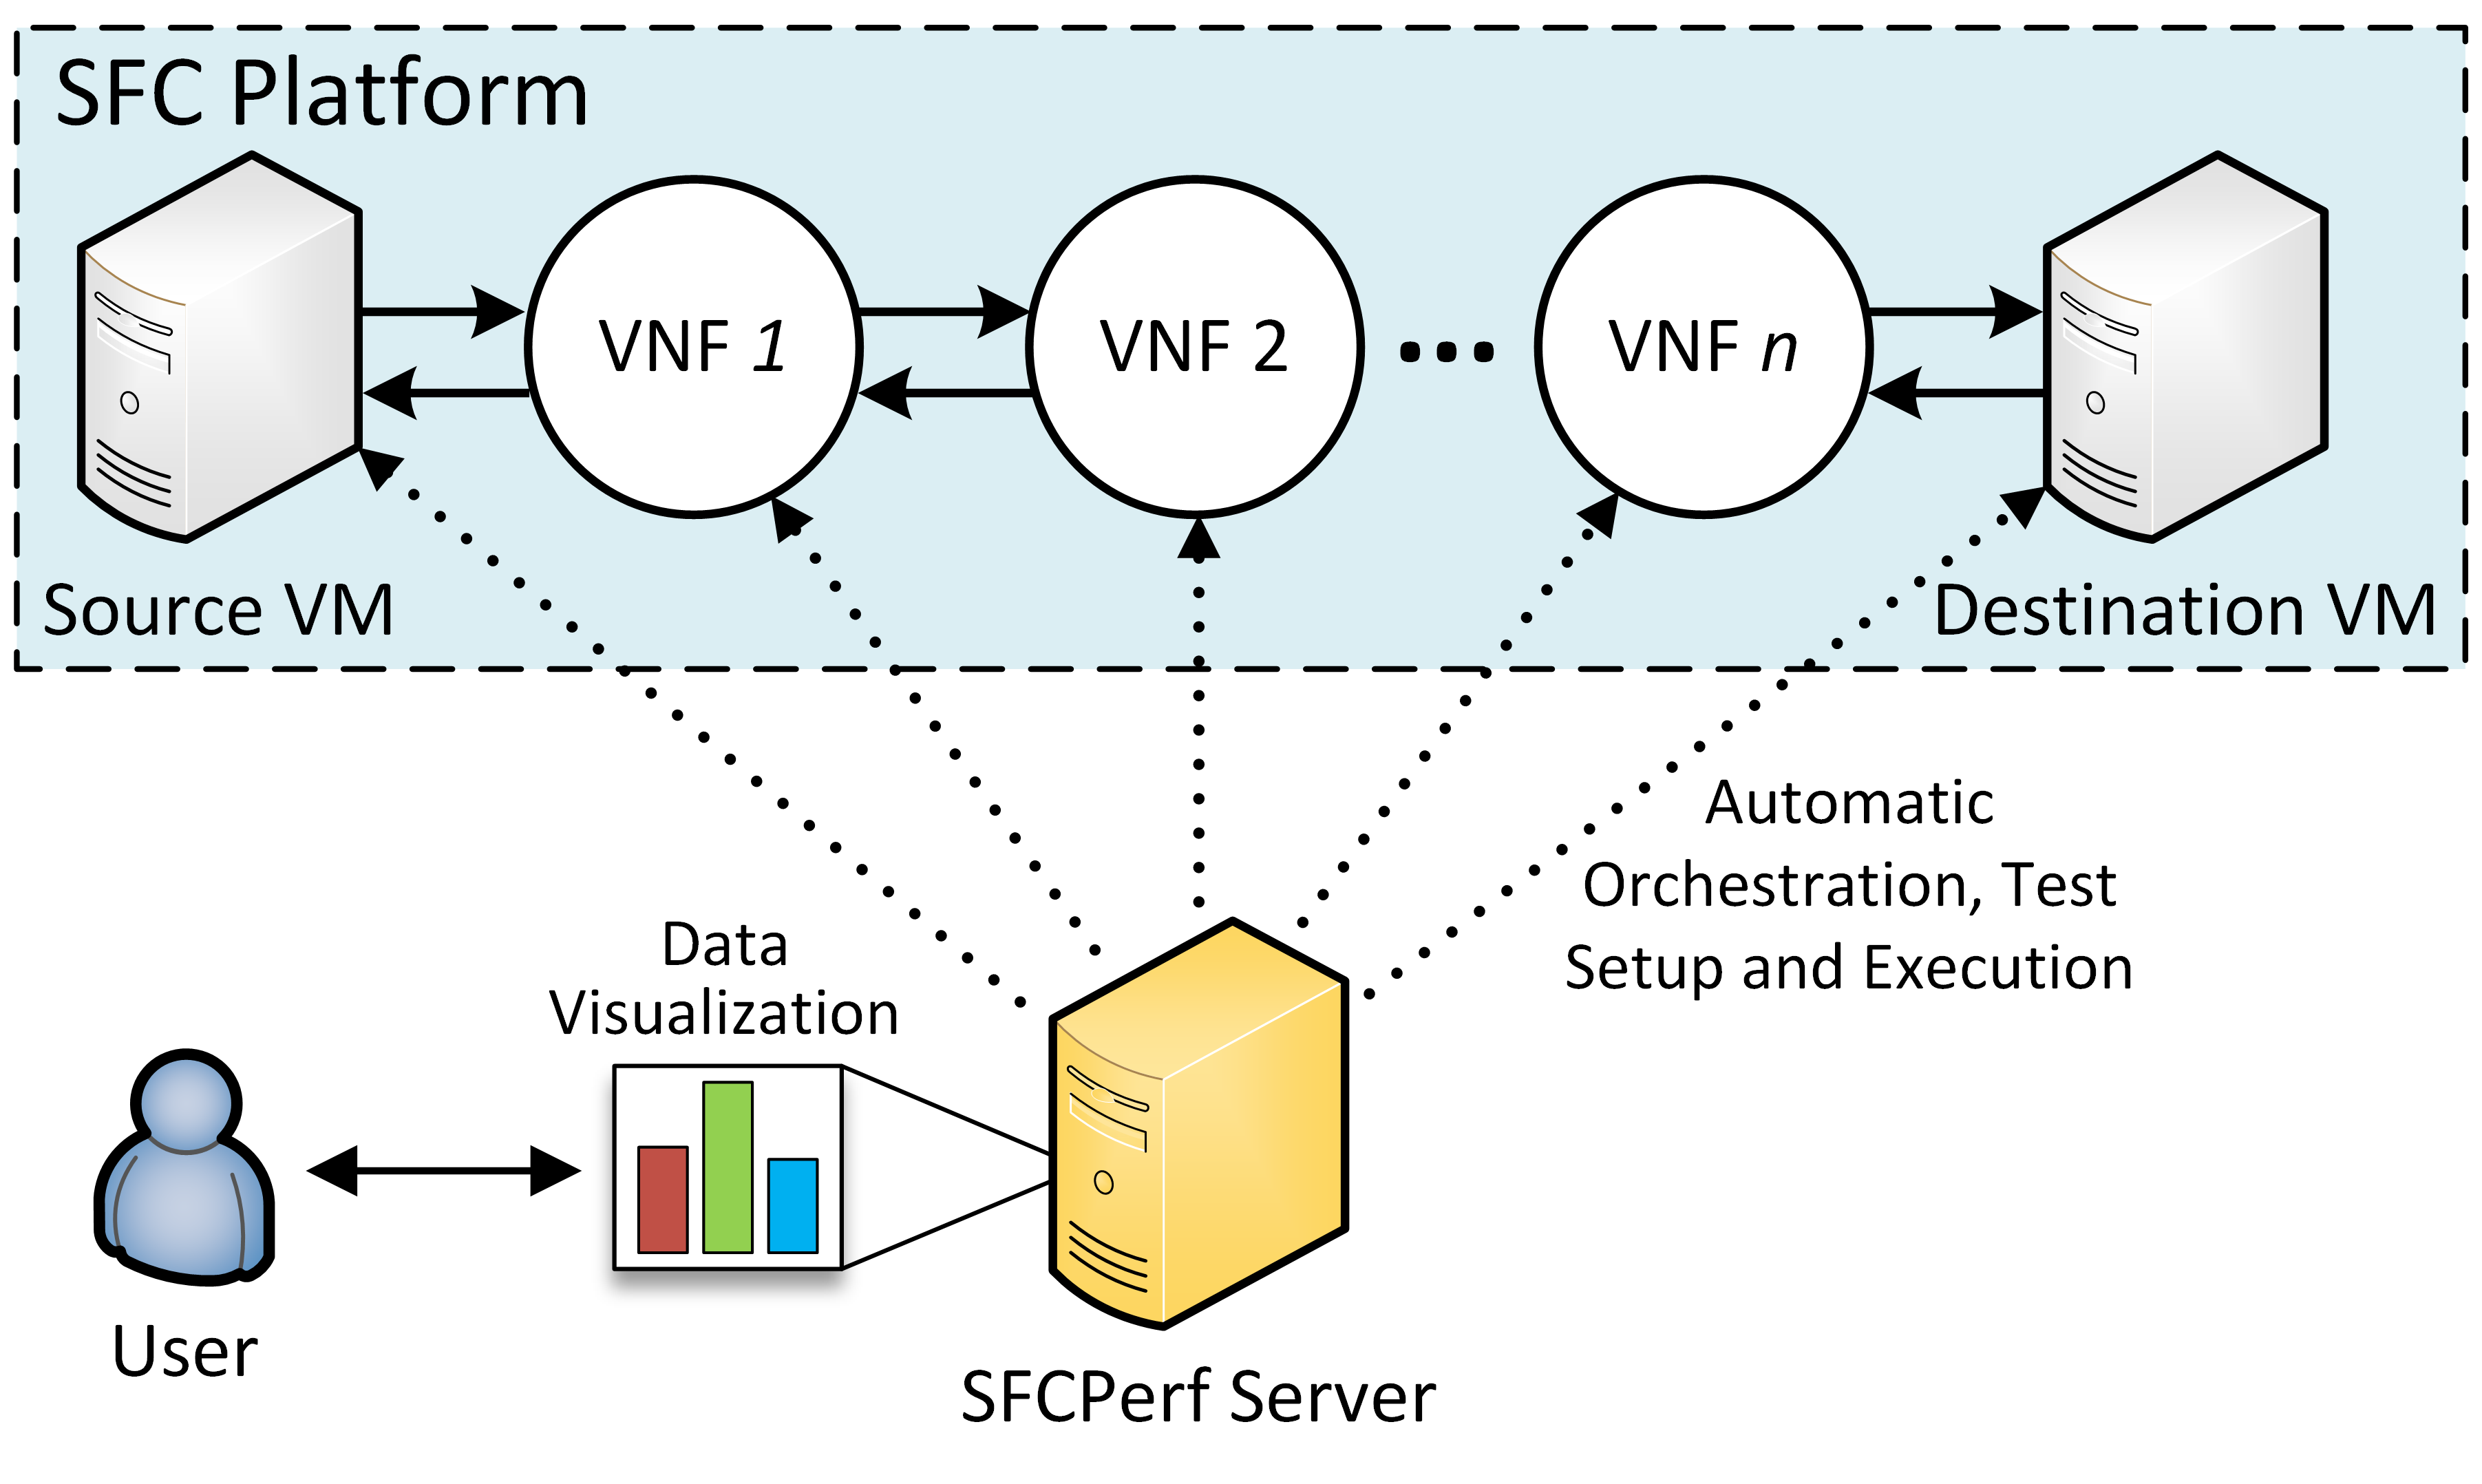 SFC Platform
VNF 1
VNF 2
...
VNF n
Source VM
Destination VM
Automatic
Orchestration, Test
Setup and Execution
Data
Visualization
User
SFCPerf Server